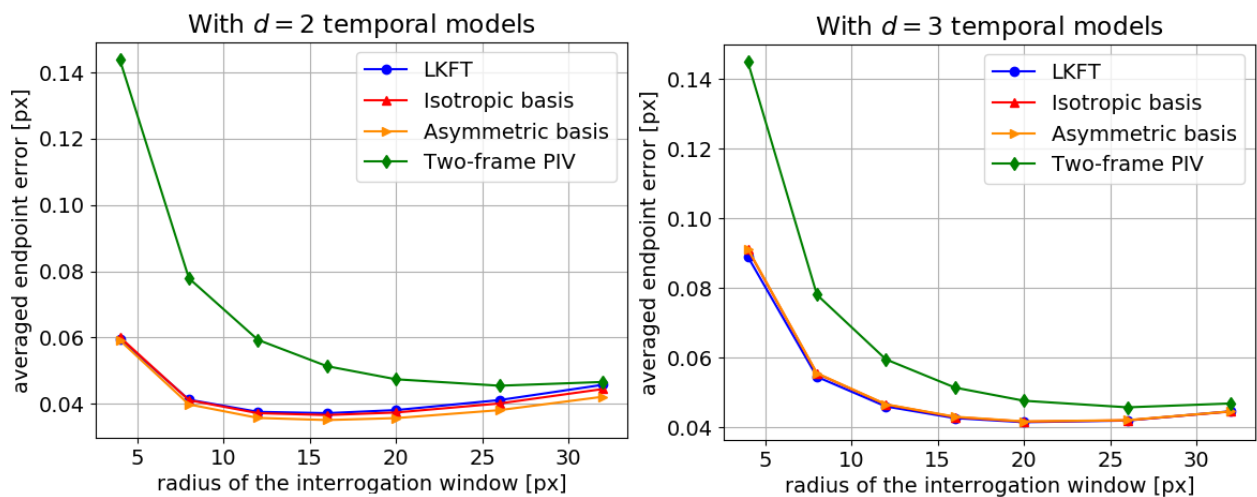 With d = 2 temporal models
averaged endpoint error [px]
0.14
0.12
0.10
0.08
0.06
0.04
LKFT
Isotropic basis
Asymmetric basis
Two-frame PIV
5 10 15 20 25 30
radius of the interrogation window [px]
With d = 3 temporal models
averaged endpoint error [px]
0.14
0.12
0.10
0.08
0.06
0.04
LKFT
Isotropic basis
Asymmetric basis
Two-frame PIV
5 10 15 20 25 30
radius of the interrogation window [px]